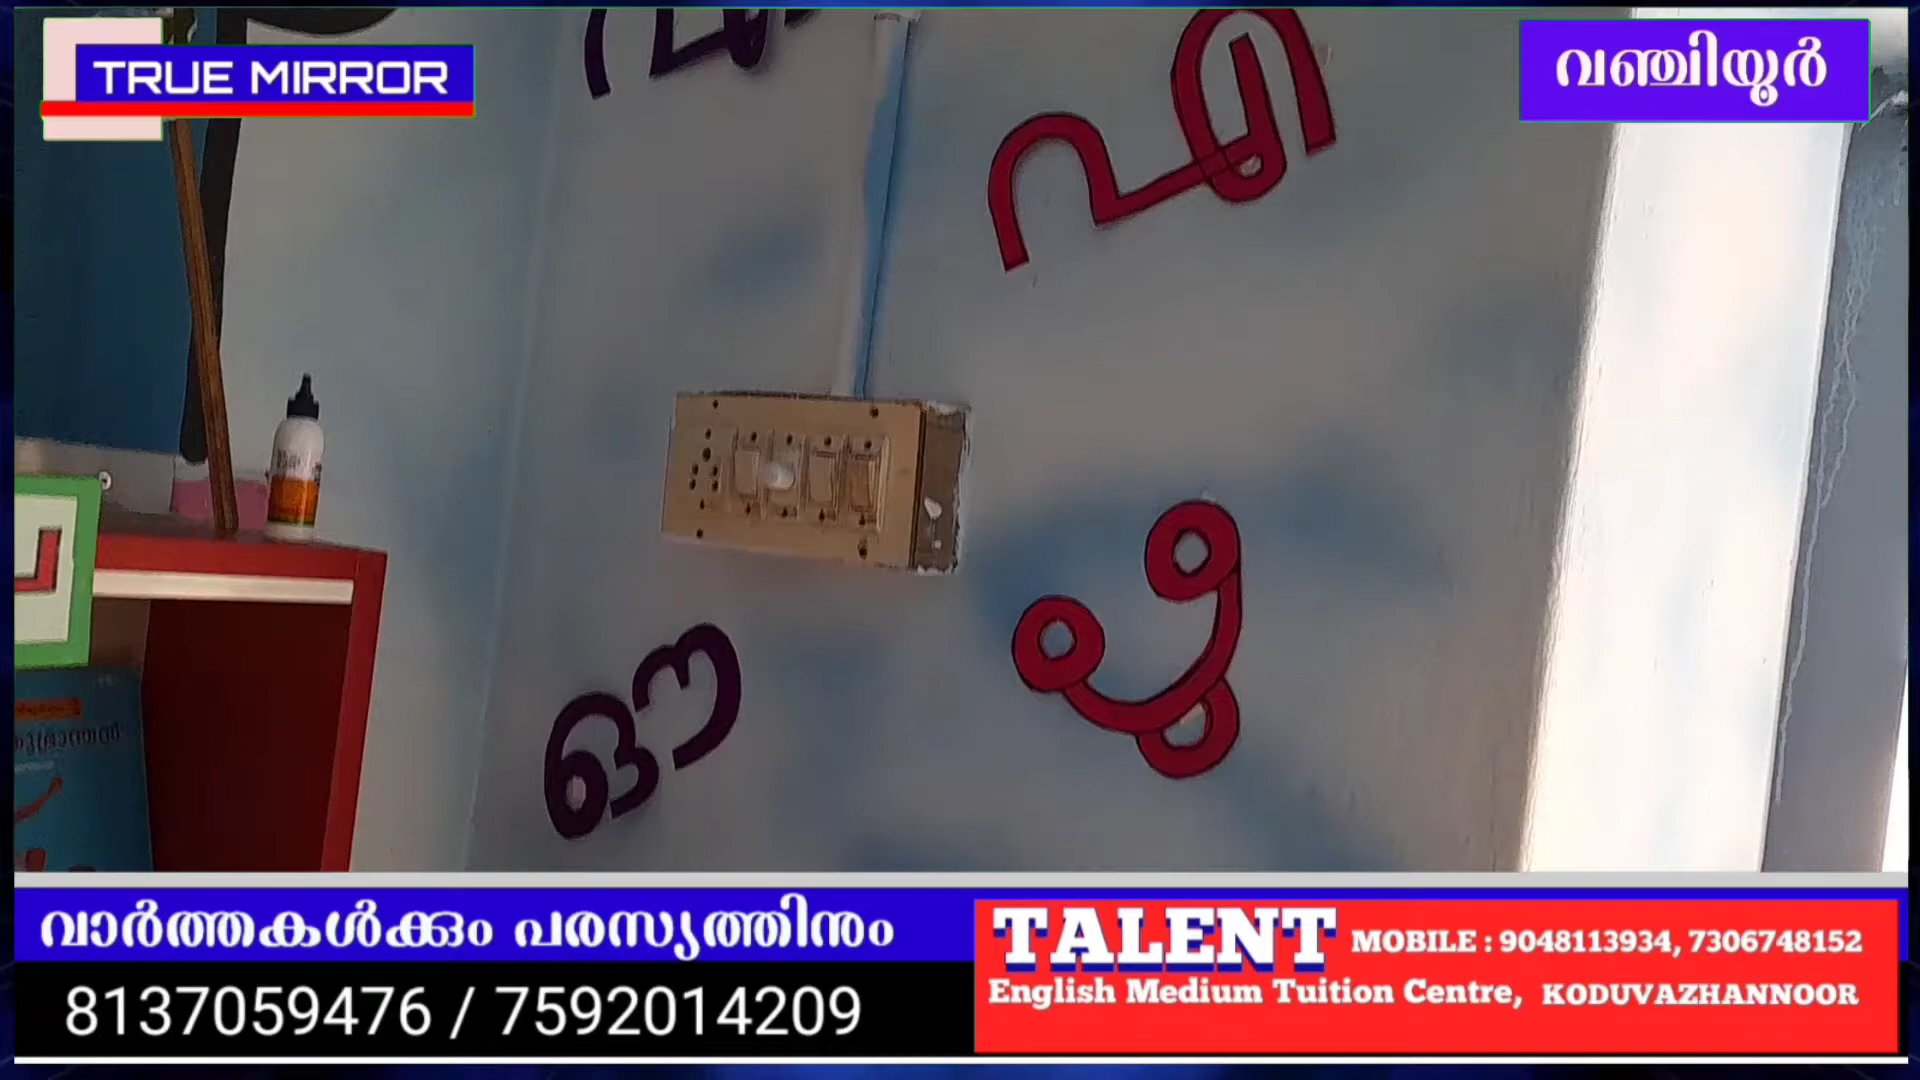 TRUE MIRROR
വഞ്ചിയൂർ
എ
ഔ
ഴ
വാർത്തകൾക്കും പരസ്യത്തിനും
8137059476 / 7592014209
TALENT MOBILE : 9048113934, 7306748152
English Medium Tuition Centre, KODUVAZHANNOOR